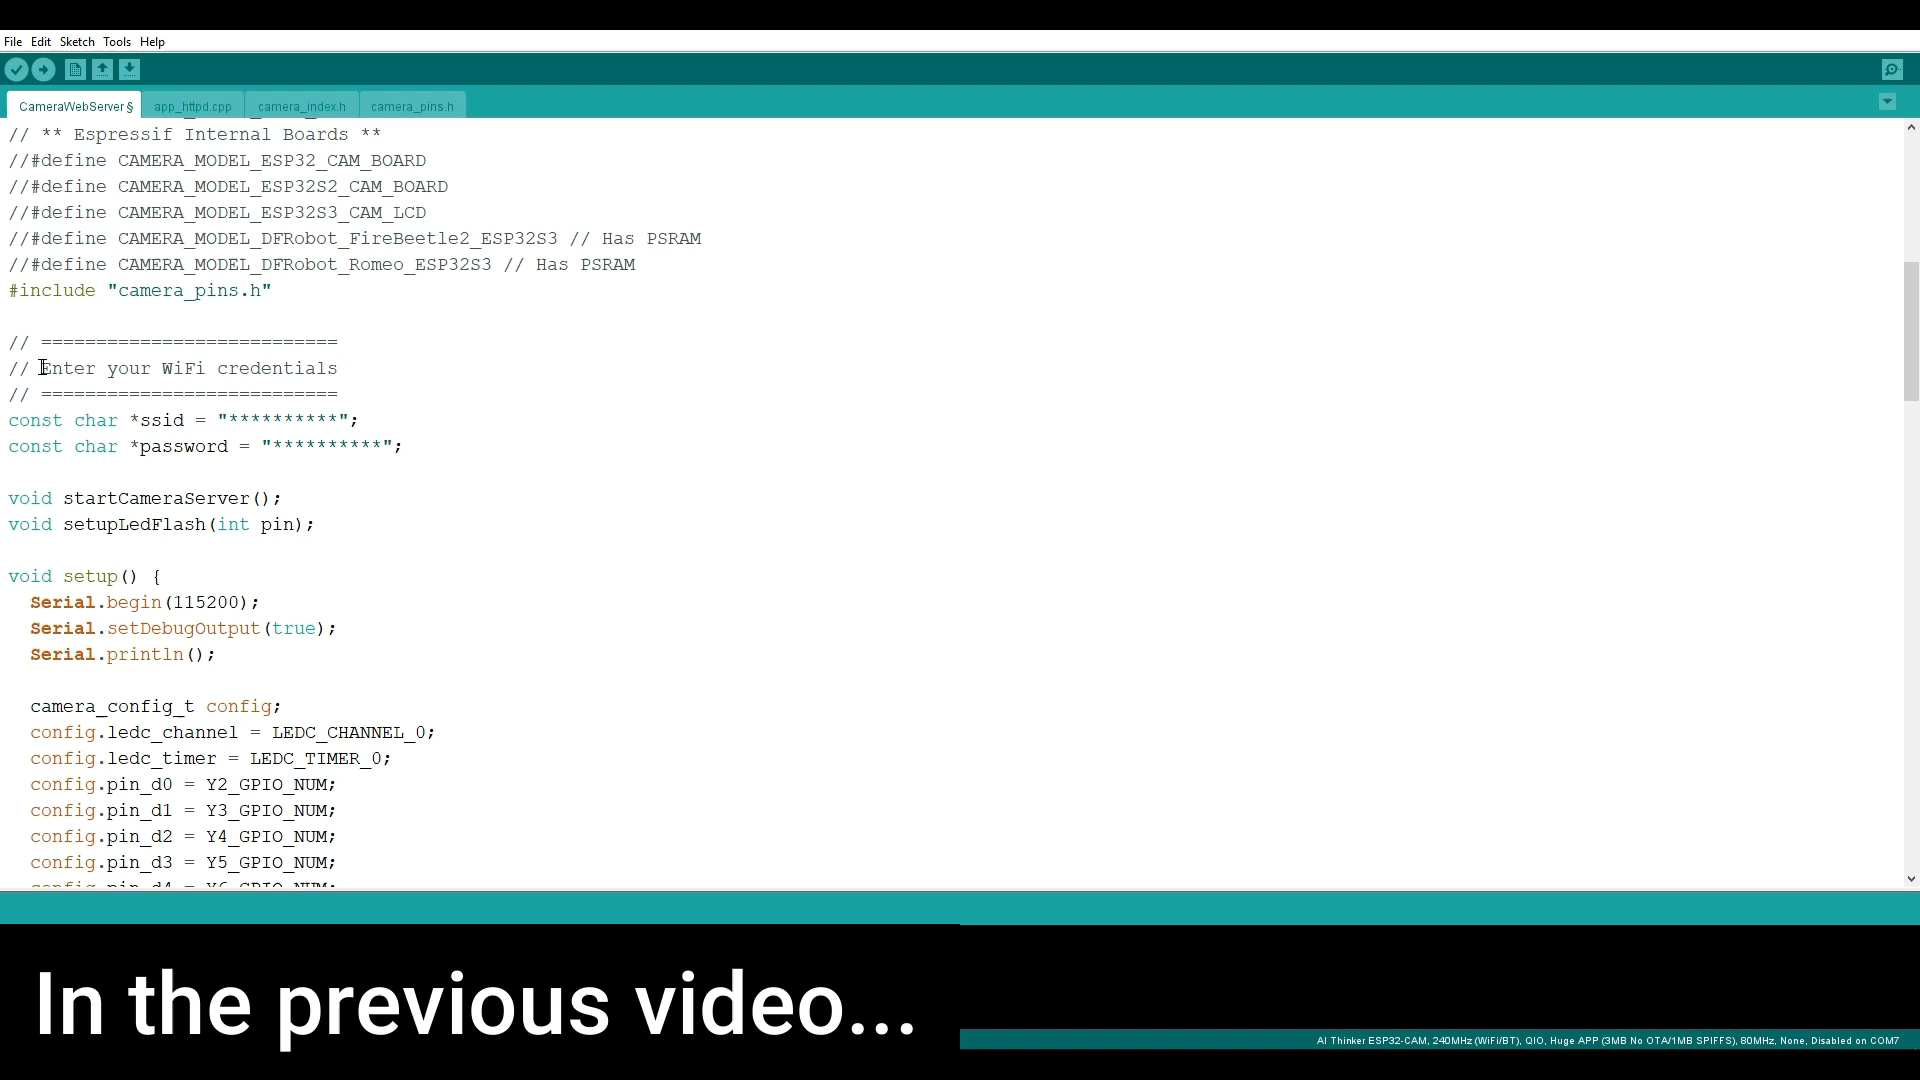 File Edit Sketch Tools Help
CameraWebServer § app_httpd.cpp camera_index.h camera_pins.h
// ** Espressif Internal Boards **
//#define CAMERA_MODEL_ESP32_CAM_BOARD
//#define CAMERA_MODEL_ESP32S2_CAM_BOARD
//#define CAMERA_MODEL_ESP32S3_CAM_LCD
//#define CAMERA_MODEL_DFRobot_FireBeetle2_ESP32S3 // Has PSRAM
//#define CAMERA_MODEL_DFRobot_Romeo_ESP32S3 // Has PSRAM
#include "camera_pins.h"
// ===========================
// Enter your WiFi credentials
// ===========================
const char *ssid = "**********";
const char *password = "**********";
void startCameraServer();
void setupLedFlash(int pin);
void setup() {
Serial.begin(115200);
Serial.setDebugOutput(true);
Serial.println();
camera_config_t config;
config.ledc_channel = LEDC_CHANNEL_0;
config.ledc_timer = LEDC_TIMER_0;
config.pin_d0 = Y2_GPIO_NUM;
config.pin_d1 = Y3_GPIO_NUM;
config.pin_d2 = Y4_GPIO_NUM;
config.pin_d3 = Y5_GPIO_NUM;
config.pin_d4 = Y6_GPIO_NUM;
In the previous video...
AI Thinker ESP32-CAM, 240MHz (WiFi/BT), QIO, Huge APP (3MB No OTA/1MB SPIFFS), 80MHz, None, Disabled on COM7